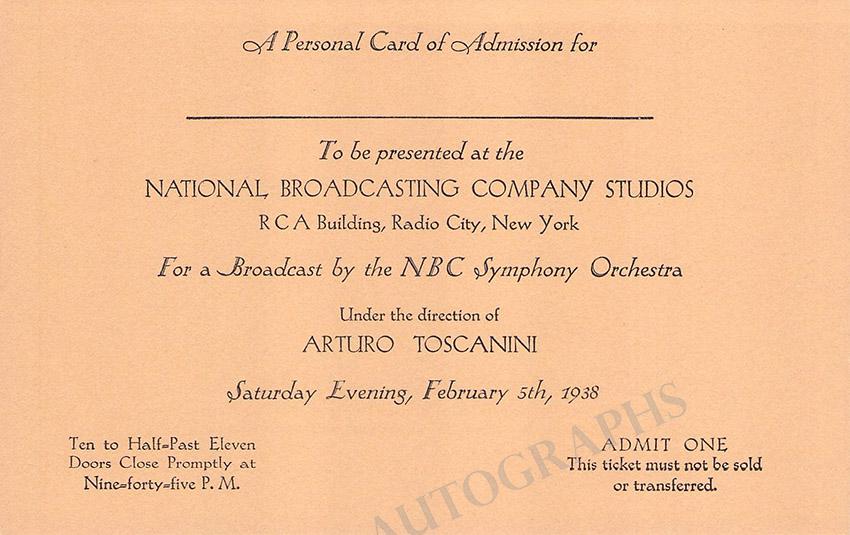 A Personal Card of Admission for
To be presented at the
NATIONAL BROADCASTING COMPANY STUDIOS
R C A Building, Radio City, New York
For a Broadcast by the NBC Symphony Orchestra
Under the direction of
ARTURO TOSCANINI
Saturday Evening, February 5th, 1938
Ten to Half-Past Eleven
Doors Close Promptly at
Nine-forty-five P. M.
ADMIT ONE
This ticket must not be sold
or transferred.
AUTOGRAPHS